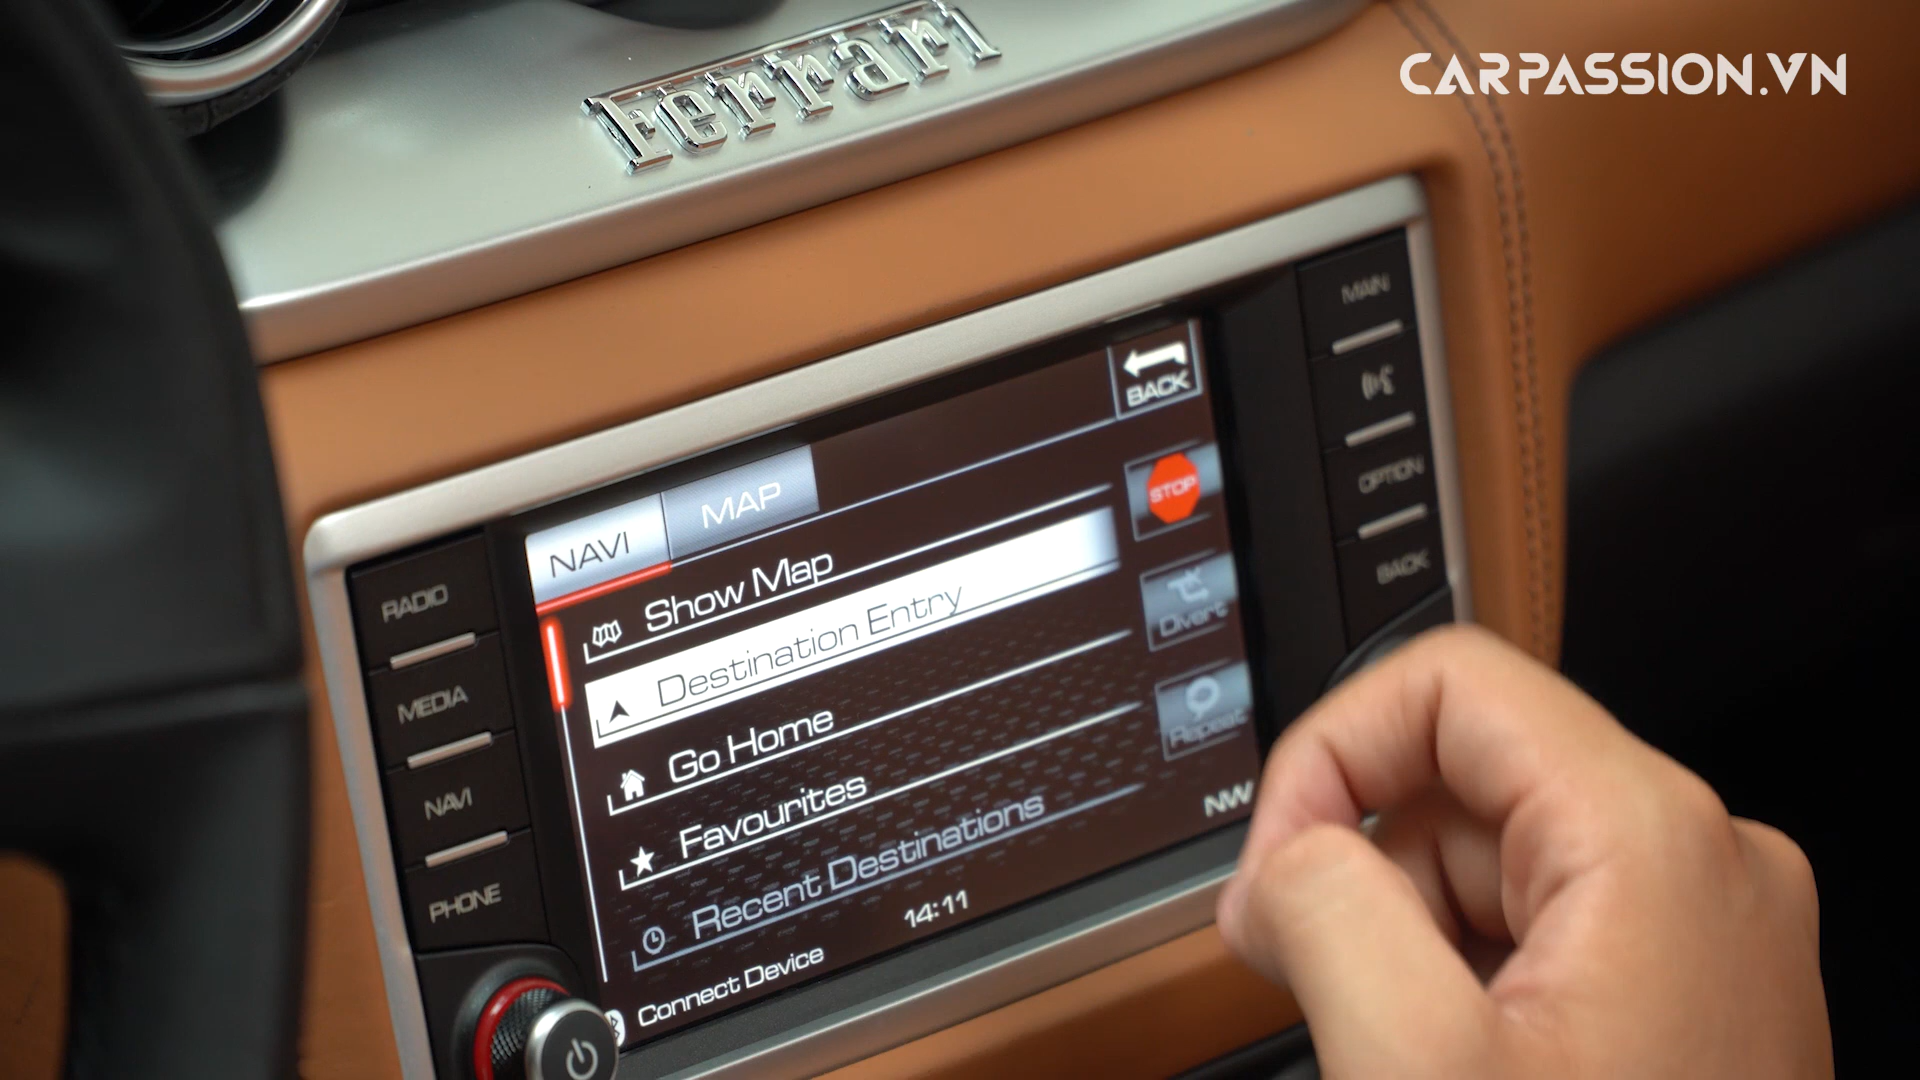 CARPASSION.VN
Ferrari
MAIN
OPTION
BACK
RADIO
MEDIA
NAVI
PHONE
BACK
NAVI
MAP
STOP
Show Map
Destination Entry
Divert
Go Home
Repeat
Favourites
Recent Destinations
NW
14:11
Connect Device